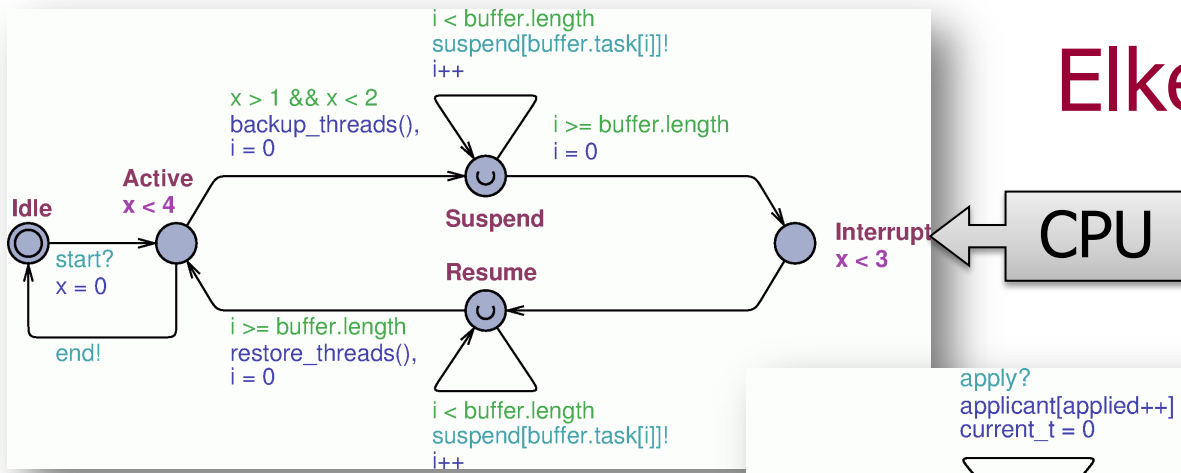 i < buffer.length
suspend[buffer.task[i]]!
i++
x > 1 && x < 2
backup_threads(),
i = 0
i >= buffer.length
i = 0
Active
x < 4
Idle
start?
x = 0
end!
Suspend
Interrupt
x < 3
CPU
Resume
i >= buffer.length
restore_threads(),
i = 0
i < buffer.length
suspend[buffer.task[i]]!
i++
apply?
applicant[applied++]
current_t = 0